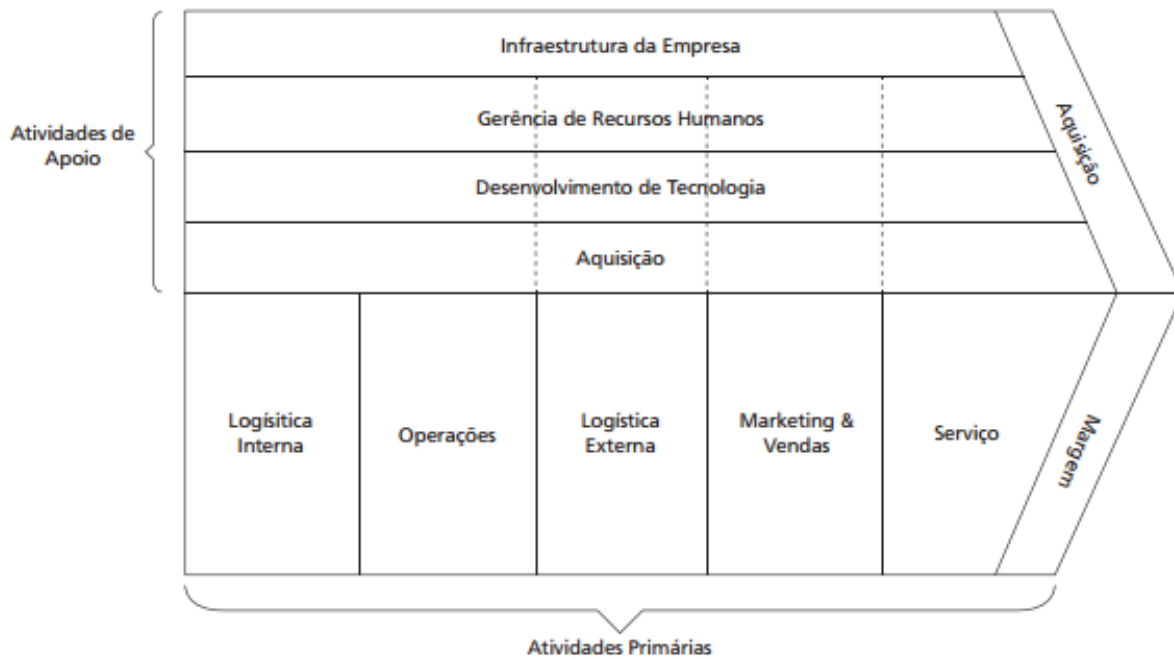 Infraestrutura da Empresa
Atividades de
Apoio
Gerência de Recursos Humanos
Desenvolvimento de Tecnologia
Aquisição
Aquisição
Logísitica
Interna
Operações
Logística
Externa
Marketing &
Vendas
Serviço
Margem
Atividades Primárias